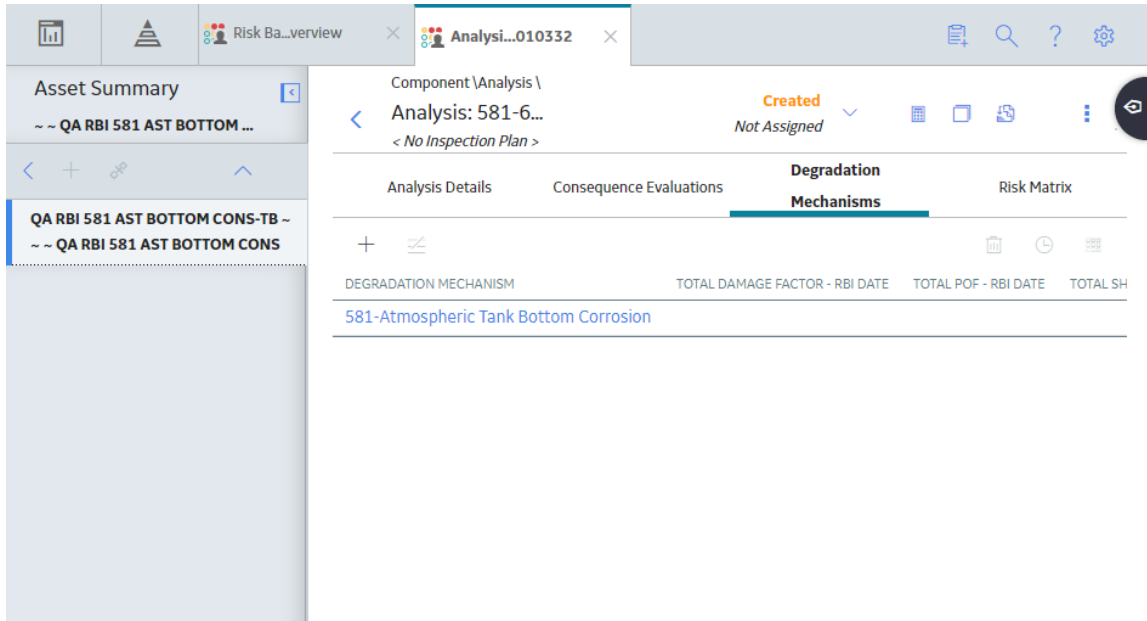 Risk Ba...verview
Analysi...010332
Asset Summary
~ ~ QA RBI 581 AST BOTTOM ...
QA RBI 581 AST BOTTOM CONS-TB ~
~ ~ QA RBI 581 AST BOTTOM CONS
Component \Analysis \
Analysis: 581-6...
< No Inspection Plan >
Created
Not Assigned
Analysis Details
Consequence Evaluations
Degradation
Mechanisms
Risk Matrix
DEGRADATION MECHANISM
TOTAL DAMAGE FACTOR - RBI DATE
TOTAL POF - RBI DATE
TOTAL SH
581-Atmospheric Tank Bottom Corrosion